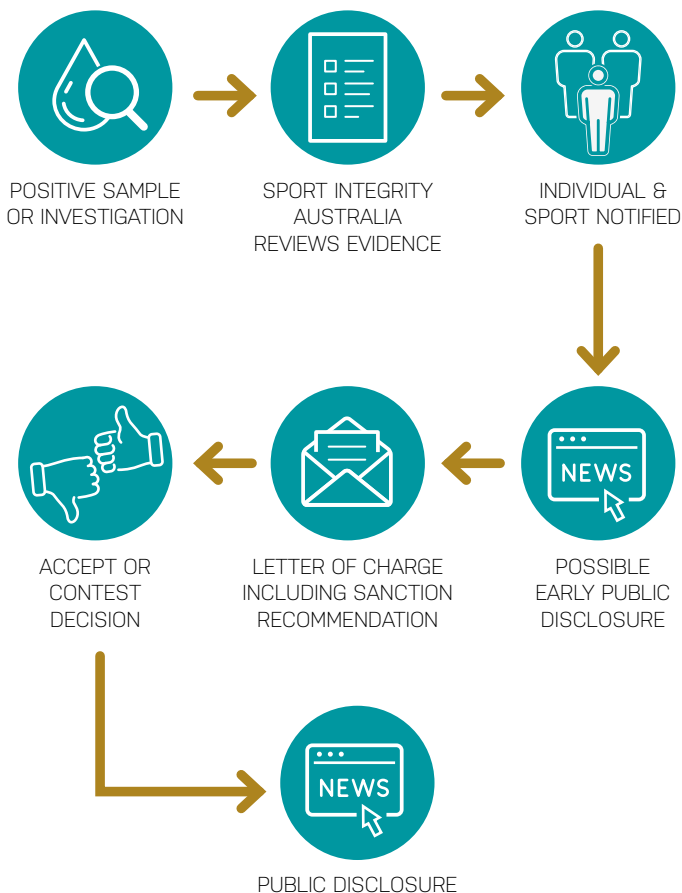 POSITIVE SAMPLE
OR INVESTIGATION
SPORT INTEGRITY
AUSTRALIA
REVIEWS EVIDENCE
INDIVIDUAL &
SPORT NOTIFIED
NEWS
POSSIBLE
EARLY PUBLIC
DISCLOSURE
LETTER OF CHARGE
INCLUDING SANCTION
RECOMMENDATION
ACCEPT OR
CONTEST
DECISION
NEWS
PUBLIC DISCLOSURE